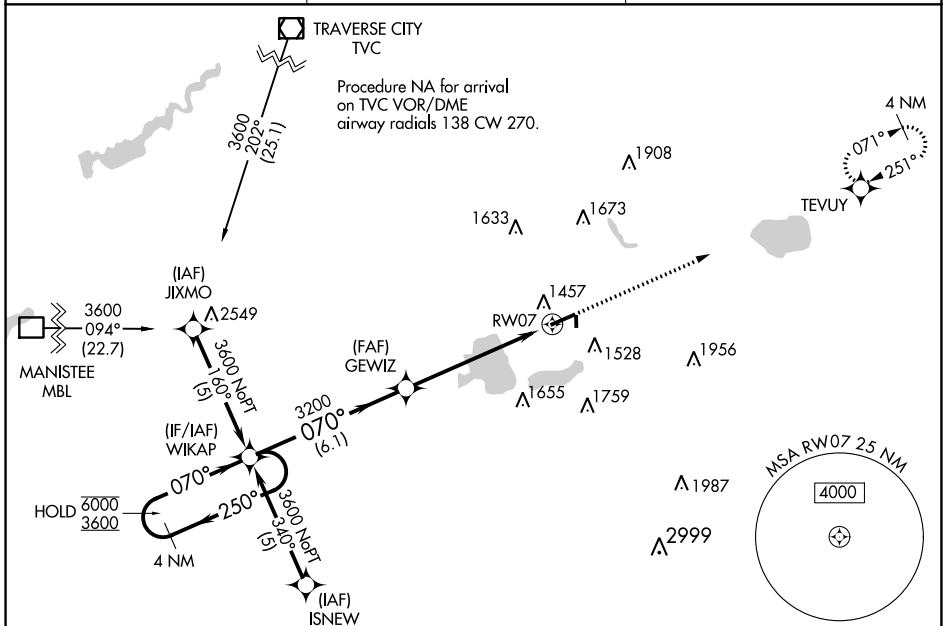 TRAVERSE CITY
TVC
Procedure NA for arrival
on TVC VOR/DME
airway radials 138 CW 270.
3600
202°
(25.1)
4 NM
071°
251°
TEVUY
1908
1633
1673
(IAF)
JIXMO
2549
3600
094°
(22.7)
MANISTEE
MBL
1457
RW07
1528
1956
(FAF)
GEWIZ
1655
1759
3600 NoPT
160°
(5)
3200
070°
(6.1)
(IF/IAF)
WIKAP
070°
250°
HOLD 6000
3600
4 NM
3600 NoPT
340°
(5)
(IAF)
ISNEW
1987
2999
MSA RW07 25 NM
4000